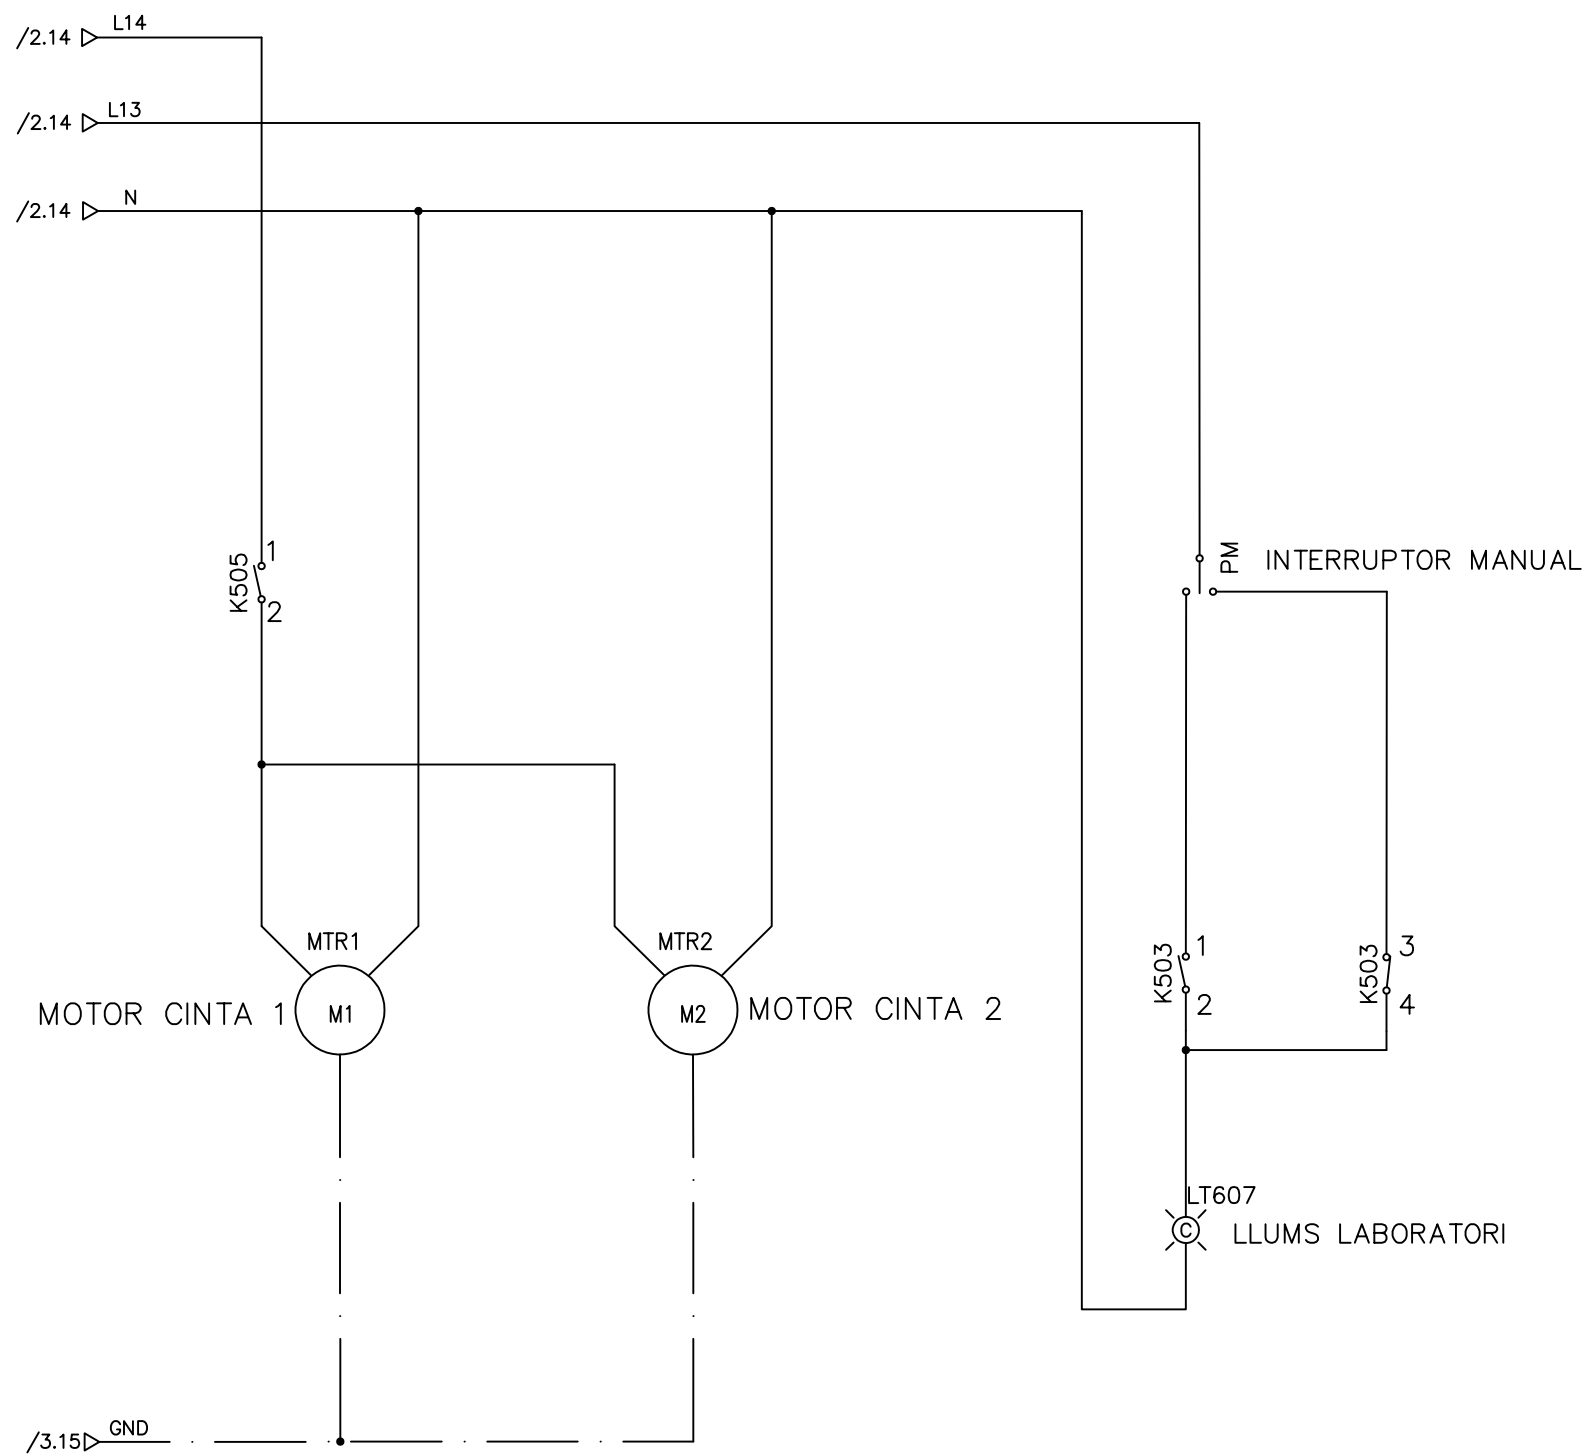 L14
/2.14
L13
/2.14
N
/2.14
K505
1
2
PM
INTERRUPTOR MANUAL
MTR1
M1
MOTOR CINTA 1
MTR2
M2
MOTOR CINTA 2
K503
1
2
K503
3
4
LT607
C
LLUMS LABORATORI
GND
/3.15